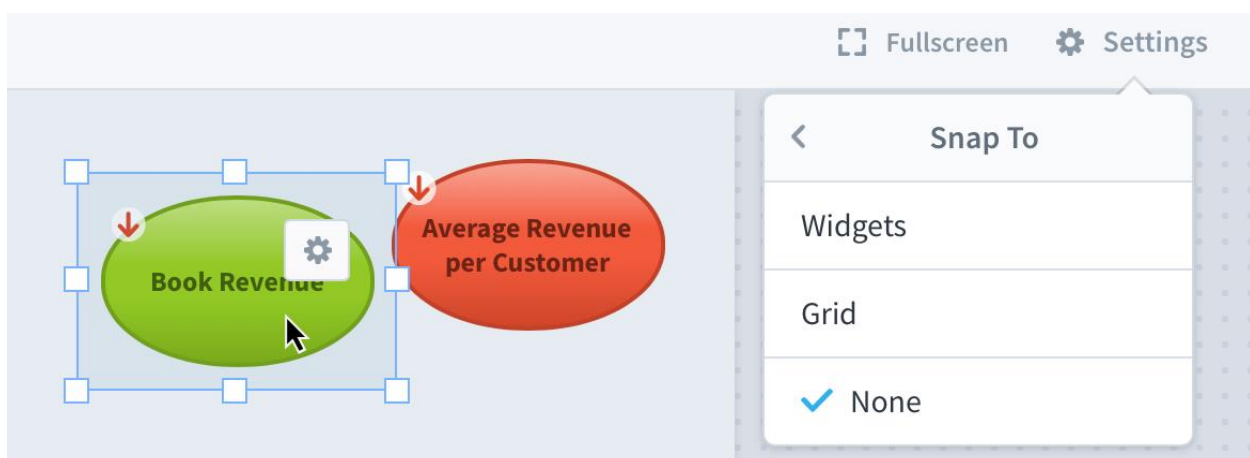 Fullscreen Settings
Snap To
Widgets
Grid
None
Book Revenue
Average Revenue
per Customer